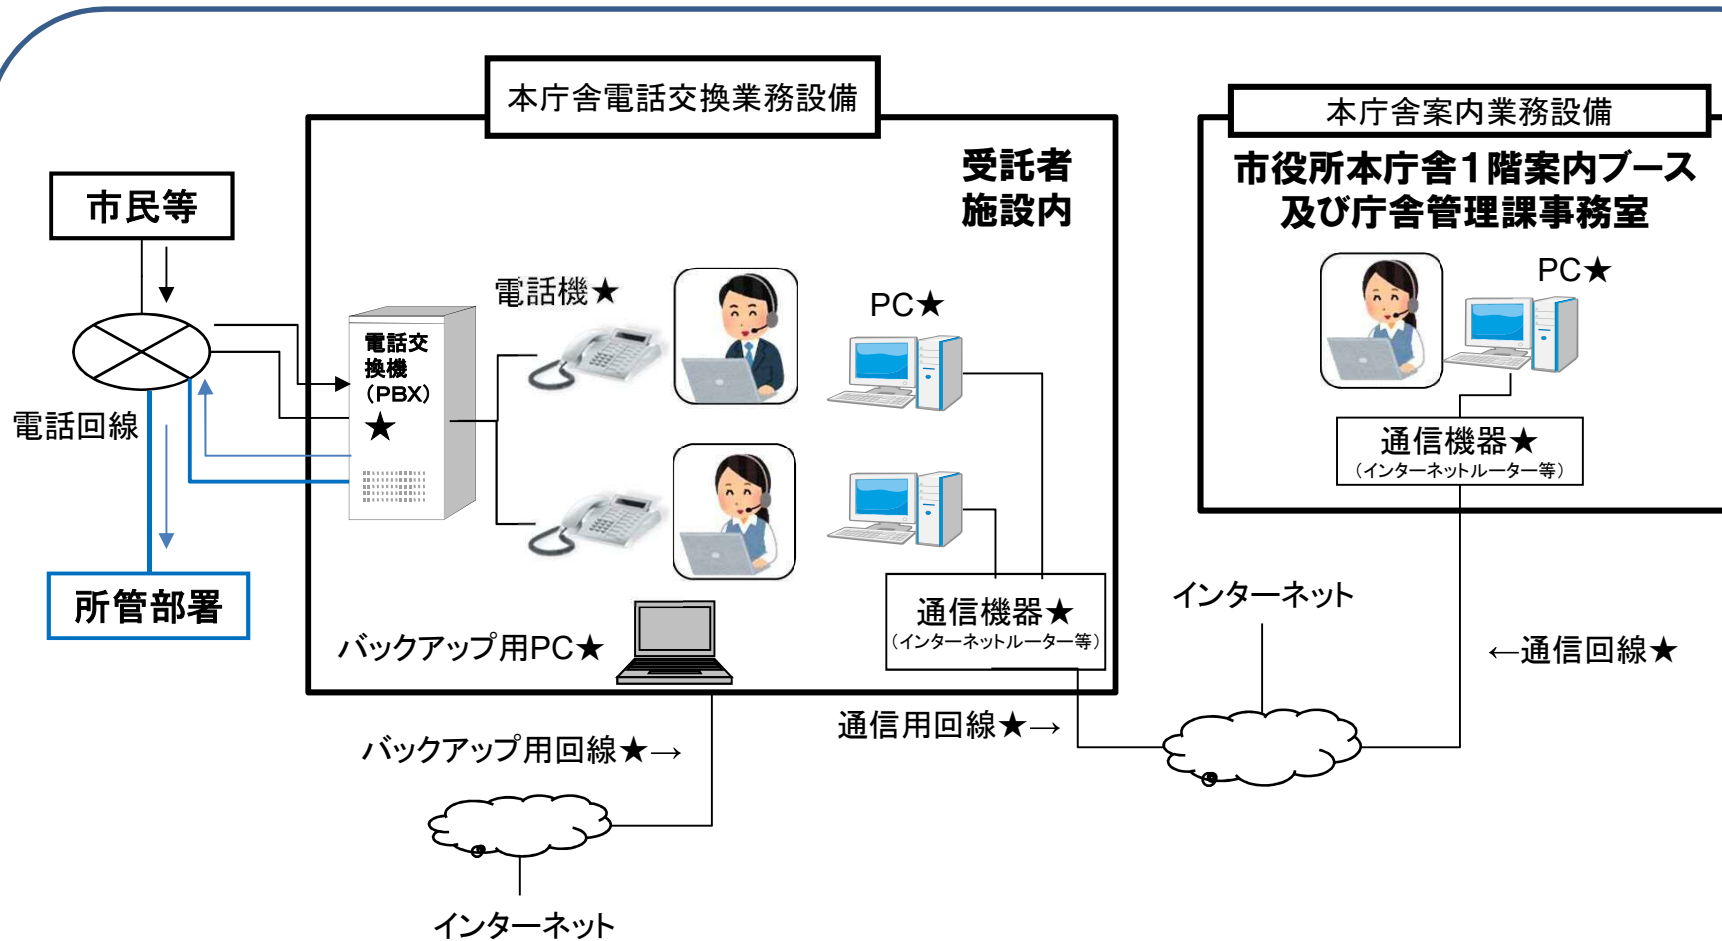 本庁舎電話交換業務設備
本庁舎案内業務設備
受託者
施設内
市役所本庁舎1階案内ブース
及び庁舎管理課事務室
市民等
電話機★
PC★
PC★
電話交
換機
(PBX)
★
電話回線
通信機器★
(インターネットルーター等)
所管部署
インターネット
通信機器★
(インターネットルーター等)
バックアップ用PC★
←通信回線★
通信用回線★→
バックアップ用回線★→
インターネット